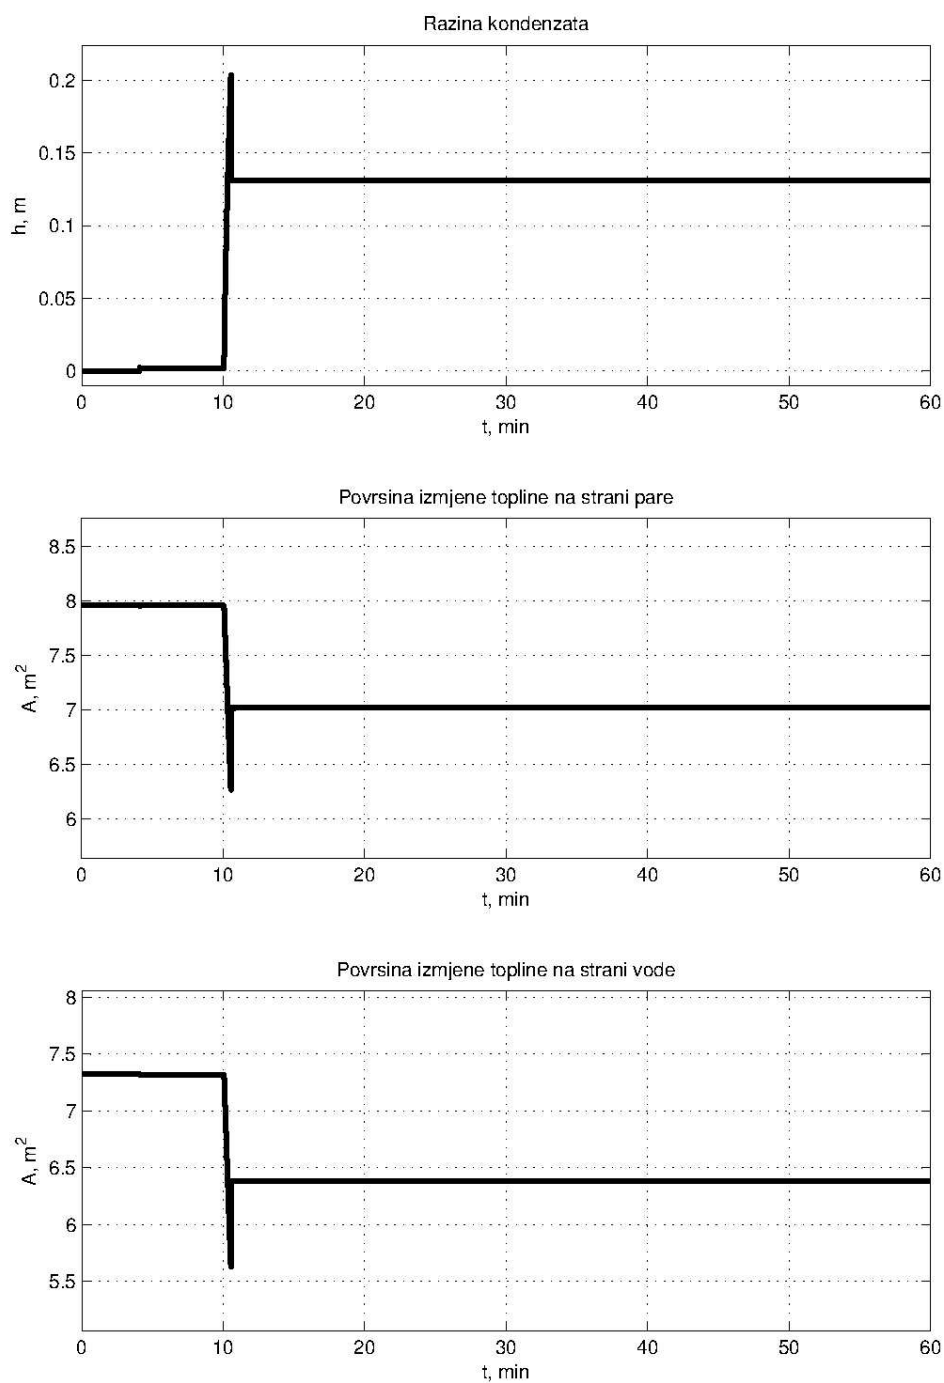 Razina kondenzata
0.2
0.15
0.1
0.05
0
h, m
0 10 20 30 40 50 60
t, min
Povrsina izmjene topline na strani pare
8.5
8
7.5
7
6.5
6
A, m²
0 10 20 30 40 50 60
t, min
Povrsina izmjene topline na strani vode
8
7.5
7
6.5
6
5.5
A, m²
0 10 20 30 40 50 60
t, min